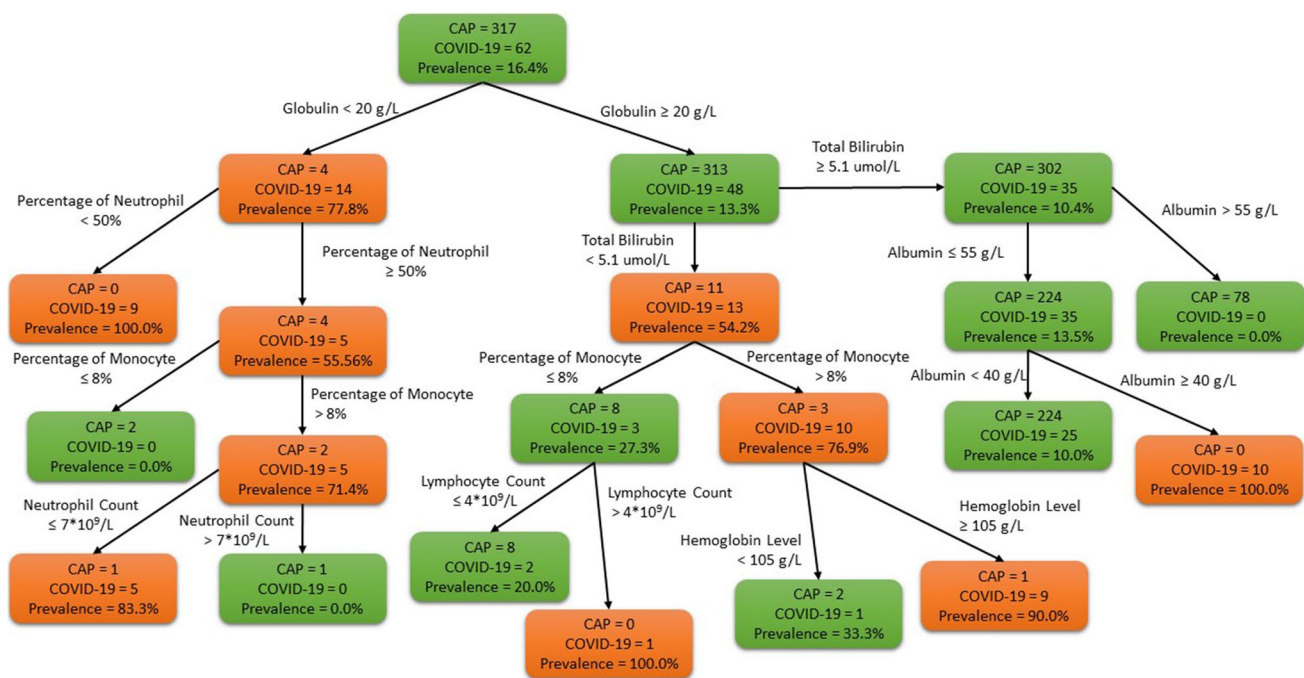 CAP = 317
COVID-19 = 62
Prevalence = 16.4%
Globulin < 20 g/L
Globulin ≥ 20 g/L
CAP = 4
COVID-19 = 14
Prevalence = 77.8%
CAP = 313
COVID-19 = 48
Prevalence = 13.3%
Total Bilirubin
≥ 5.1 umol/L
CAP = 302
COVID-19 = 35
Prevalence = 10.4%
Percentage of Neutrophil
< 50%
Percentage of Neutrophil
≥ 50%
Total Bilirubin
< 5.1 umol/L
Albumin ≤ 55 g/L
Albumin > 55 g/L
CAP = 0
COVID-19 = 9
Prevalence = 100.0%
CAP = 4
COVID-19 = 5
Prevalence = 55.56%
CAP = 11
COVID-19 = 13
Prevalence = 54.2%
CAP = 224
COVID-19 = 35
Prevalence = 13.5%
CAP = 78
COVID-19 = 0
Prevalence = 0.0%
Percentage of Monocyte
≤ 8%
Percentage of Monocyte
> 8%
Percentage of Monocyte
≤ 8%
Percentage of Monocyte
> 8%
Albumin < 40 g/L
Albumin ≥ 40 g/L
CAP = 2
COVID-19 = 0
Prevalence = 0.0%
CAP = 2
COVID-19 = 5
Prevalence = 71.4%
CAP = 8
COVID-19 = 3
Prevalence = 27.3%
CAP = 3
COVID-19 = 10
Prevalence = 76.9%
CAP = 224
COVID-19 = 25
Prevalence = 10.0%
CAP = 0
COVID-19 = 10
Prevalence = 100.0%
Neutrophil Count
≤ 7*10⁹/L
Neutrophil Count
> 7*10⁹/L
Lymphocyte Count
≤ 4*10⁹/L
Lymphocyte Count
> 4*10⁹/L
Hemoglobin Level
< 105 g/L
Hemoglobin Level
≥ 105 g/L
CAP = 1
COVID-19 = 5
Prevalence = 83.3%
CAP = 1
COVID-19 = 0
Prevalence = 0.0%
CAP = 8
COVID-19 = 2
Prevalence = 20.0%
CAP = 0
COVID-19 = 1
Prevalence = 100.0%
CAP = 2
COVID-19 = 1
Prevalence = 33.3%
CAP = 1
COVID-19 = 9
Prevalence = 90.0%